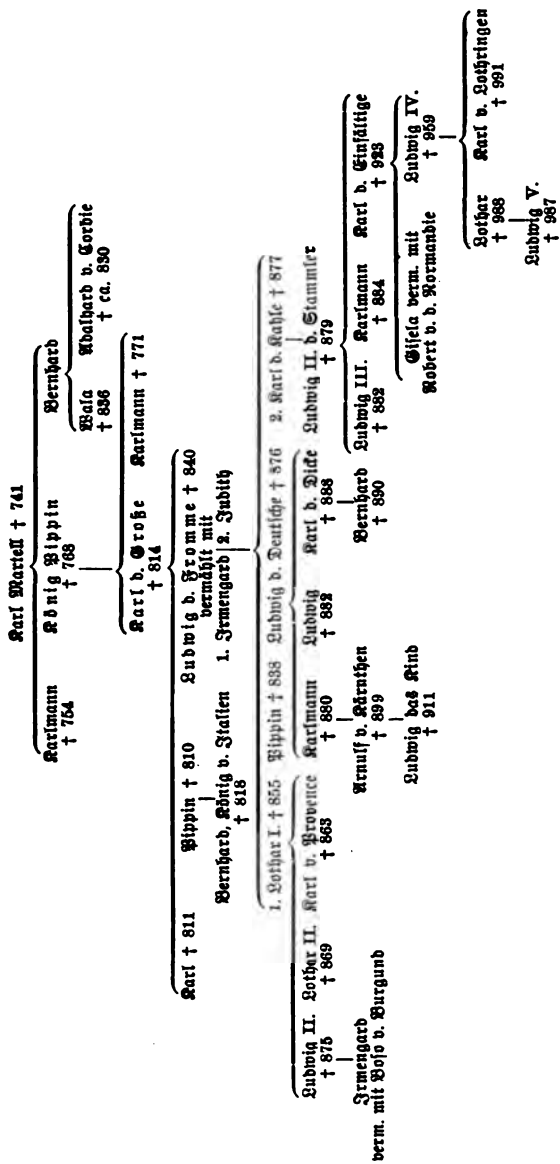 Karl Martell † 741
Karlmann König Pippin Bernhard
† 754 † 768
Wala Adalhard v. Corbie
† 836 † ca. 830
Karl d. Große Karlmann † 771
† 814
Karl † 811 Pippin † 810 Ludwig d. Fromme † 840
vermählt mit
Bernhard, König v. Italien 1. Irmengard 2. Judith
† 818
1. Lothar I. † 855 Pippin † 838 Ludwig d. Deutsche † 876 2. Karl d. Kahle † 877
Ludwig II. Lothar II. Karl v. Provence Karlmann Ludwig Karl d. Dicke Ludwig II. d. Stammler
† 875 † 869 † 863 † 880 † 882 † 888 † 879
Irmengard Arnulf v. Kärnthen Bernhard
verm. mit Boso v. Burgund † 899 † 890
Ludwig das Kind
† 911
Ludwig III. Karlmann Karl d. Einfältige
† 882 † 884 † 923
Gisela verm. mit Ludwig IV.
Robert v. d. Normandie † 959
Lothar Karl v. Lothringen
† 988 † 991
Ludwig V.
† 987